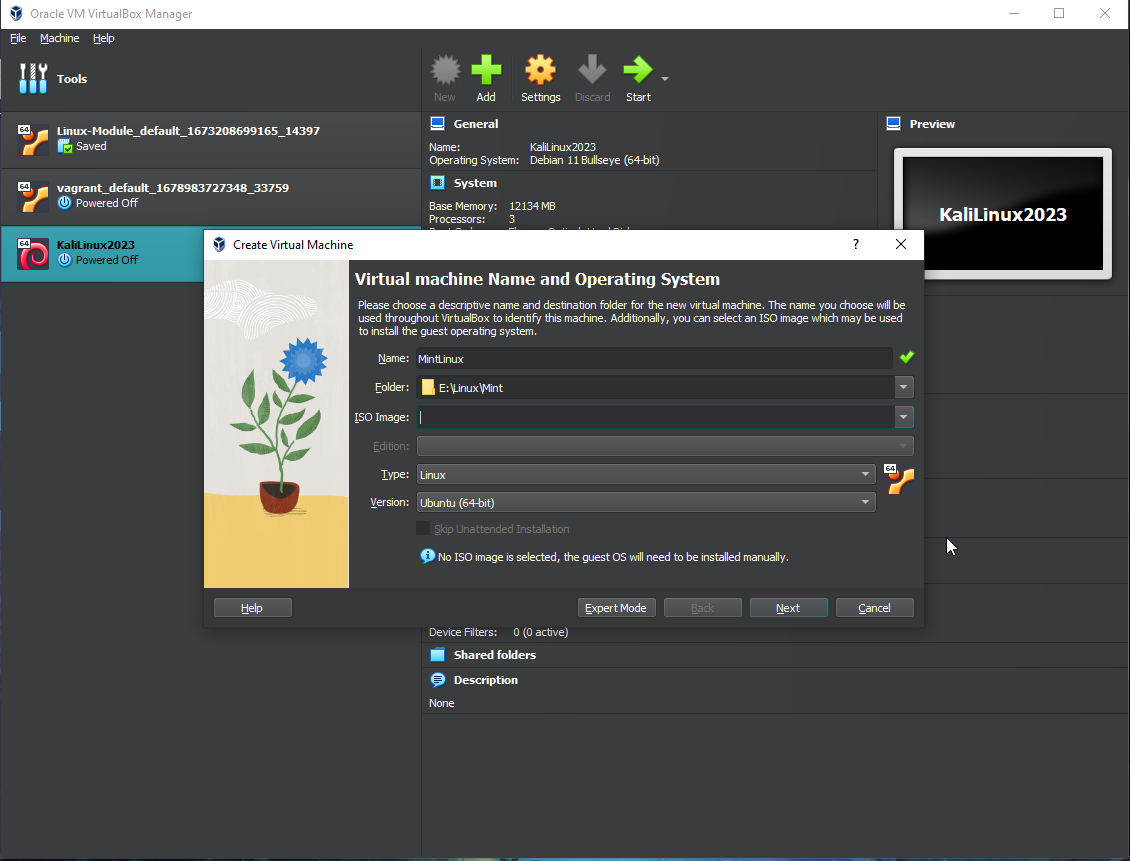 Oracle VM VirtualBox Manager
File Machine Help
Tools
New Add Settings Discard Start
64 Linux-Module_default_1673208699165_14397
Saved
64 vagrant_default_1678983727348_33759
Powered Off
64 KaliLinux2023
Powered Off
General
Name: KaliLinux2023
Operating System: Debian 11 Bullseye (64-bit)
System
Base Memory: 12134 MB
Processors: 3
Preview
KaliLinux2023
Create Virtual Machine
?
Virtual machine Name and Operating System
Please choose a descriptive name and destination folder for the new virtual machine. The name you choose will be
used throughout VirtualBox to identify this machine. Additionally, you can select an ISO image which may be used
to install the guest operating system.
Name: MintLinux
Folder: E:\Linux\Mint
ISO Image:
Edition:
Type: Linux
64
Version: Ubuntu (64-bit)
Skip Unattended Installation
No ISO image is selected, the guest OS will need to be installed manually.
Help Expert Mode Back Next Cancel
Device Filters: 0 (0 active)
Shared folders
Description
None